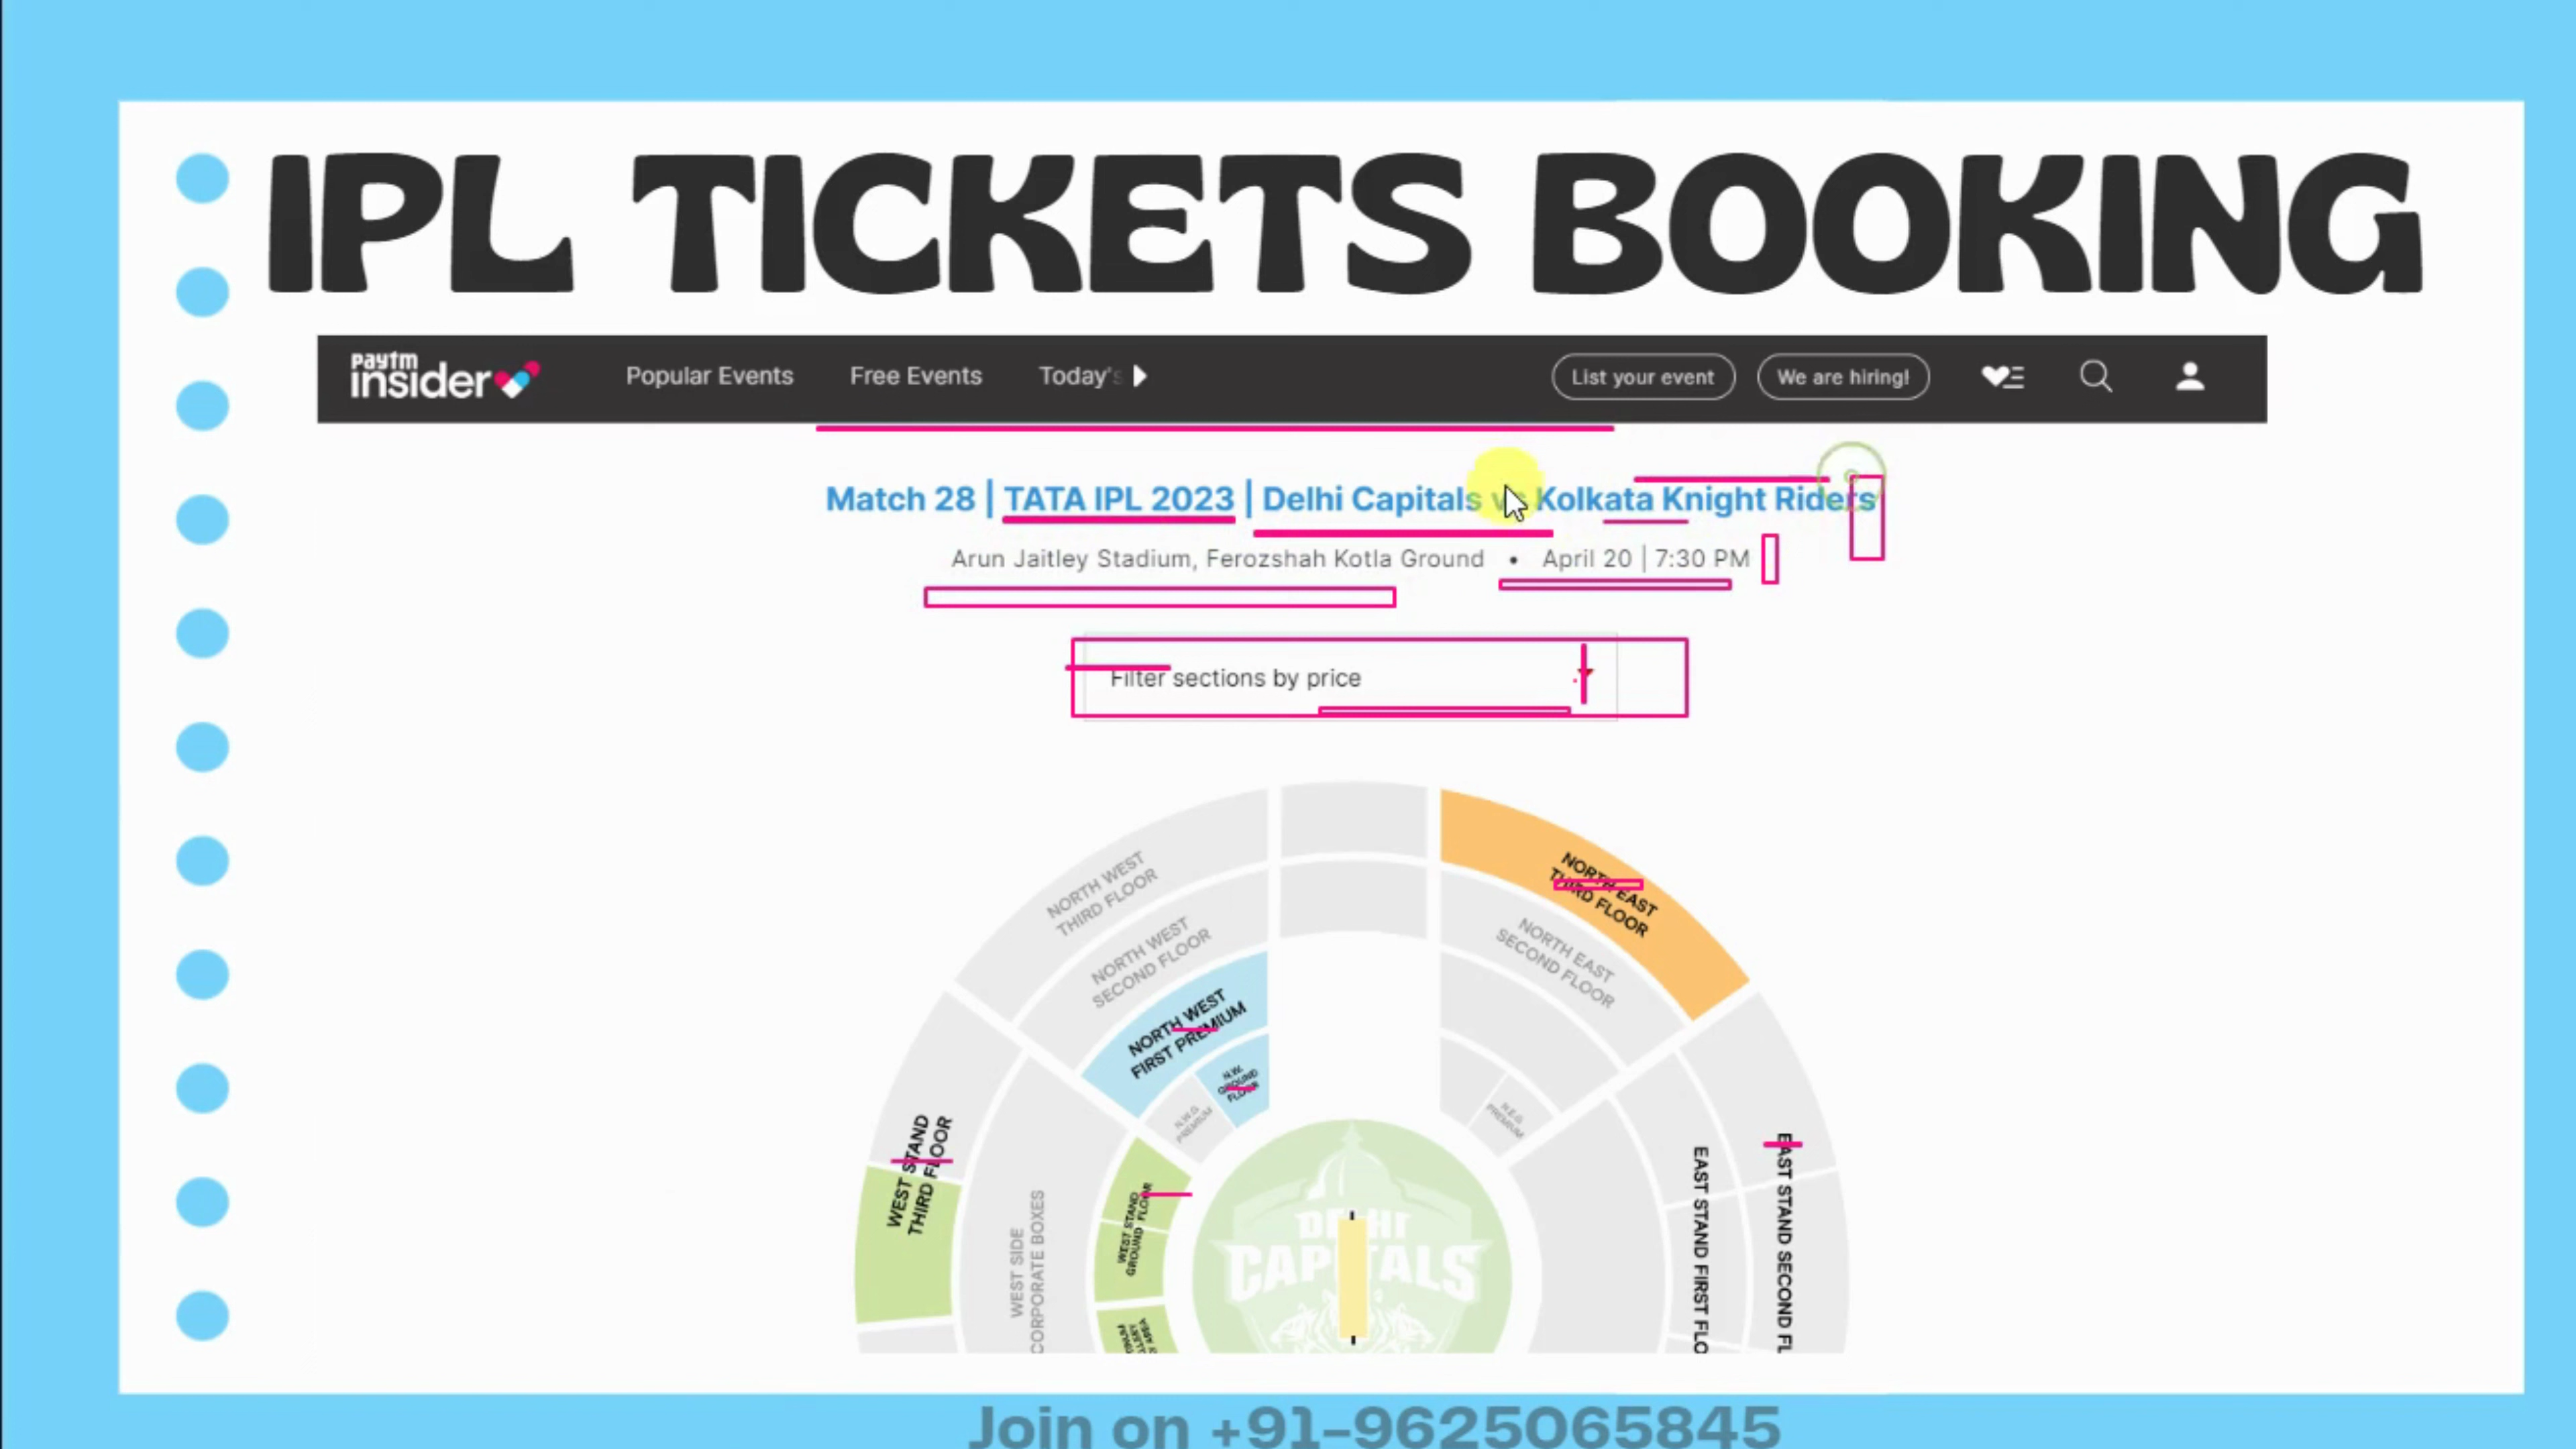 IPL TICKETS BOOKING
paytm
insider
Popular Events
Free Events
Today's
List your event
We are hiring!
Match 28 | TATA IPL 2023 | Delhi Capitals vs Kolkata Knight Riders
Arun Jaitley Stadium, Ferozshah Kotla Ground • April 20 | 7:30 PM
Filter sections by price
NORTH WEST
THIRD FLOOR
NORTH EAST
THIRD FLOOR
NORTH WEST
SECOND FLOOR
NORTH EAST
SECOND FLOOR
NORTH WEST
FIRST PREMIUM
N.W.
GROUND
FLOOR
N.W.G.
PREMIUM
N.E.G.
PREMIUM
WEST STAND
THIRD FLOOR
WEST SIDE
CORPORATE BOXES
WEST STAND
GROUND FLOOR
DELHI
CAPITALS
EAST STAND FIRST FLO
EAST STAND SECOND FL
Join on +91-9625065845